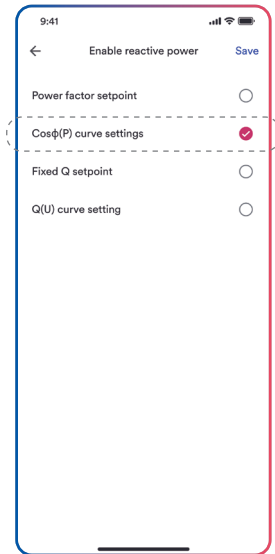 9:41
Enable reactive power Save
Power factor setpoint
Cosϕ(P) curve settings
Fixed Q setpoint
Q(U) curve setting